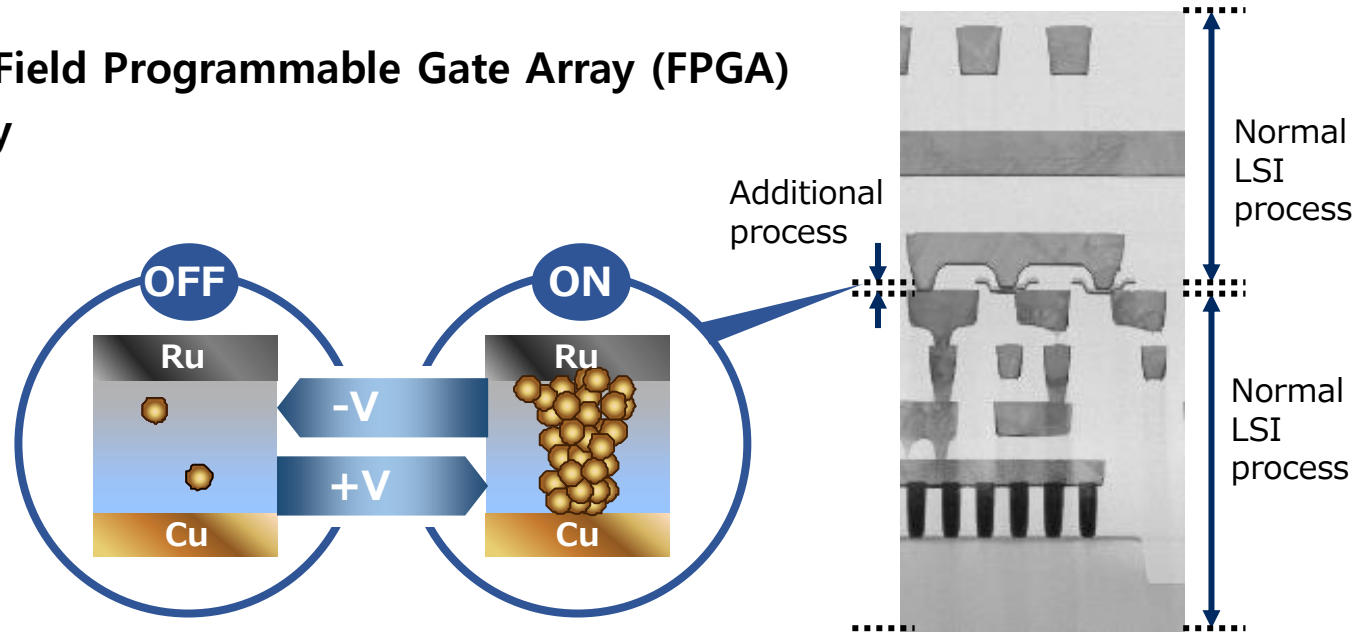 Field Programmable Gate Array (FPGA)
y
Additional
process
Normal
LSI
process
OFF
ON
Ru
Ru
-V
+V
Cu
Cu
Normal
LSI
process